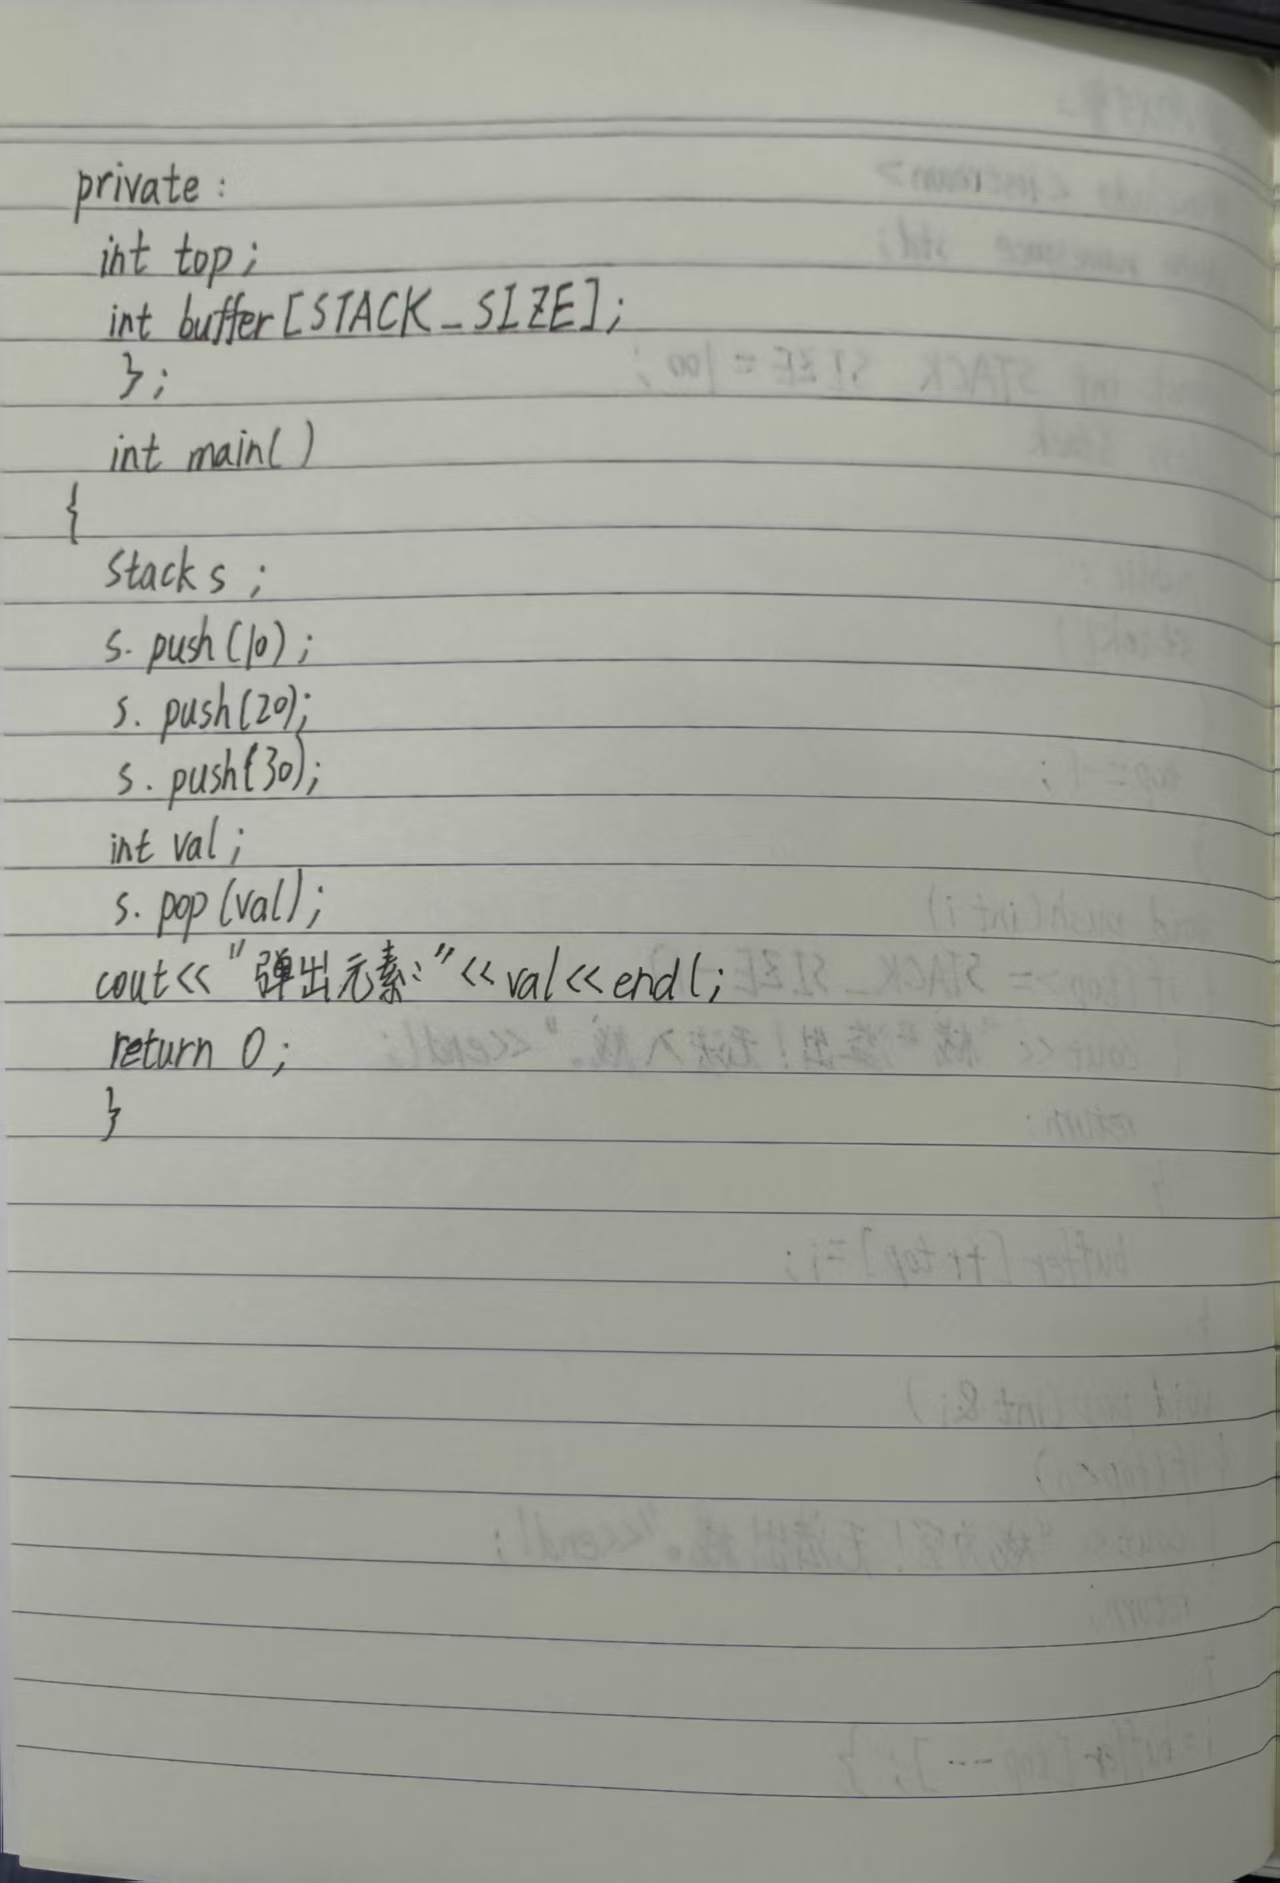 private:
int top;
int buffer[STACK_SIZE];
};
int main()
{
Stack s;
s.push(10);
s.push(20);
s.push(30);
int val;
s.pop(val);
cout<<"弹出元素:"<<val<<endl;
return 0;
}